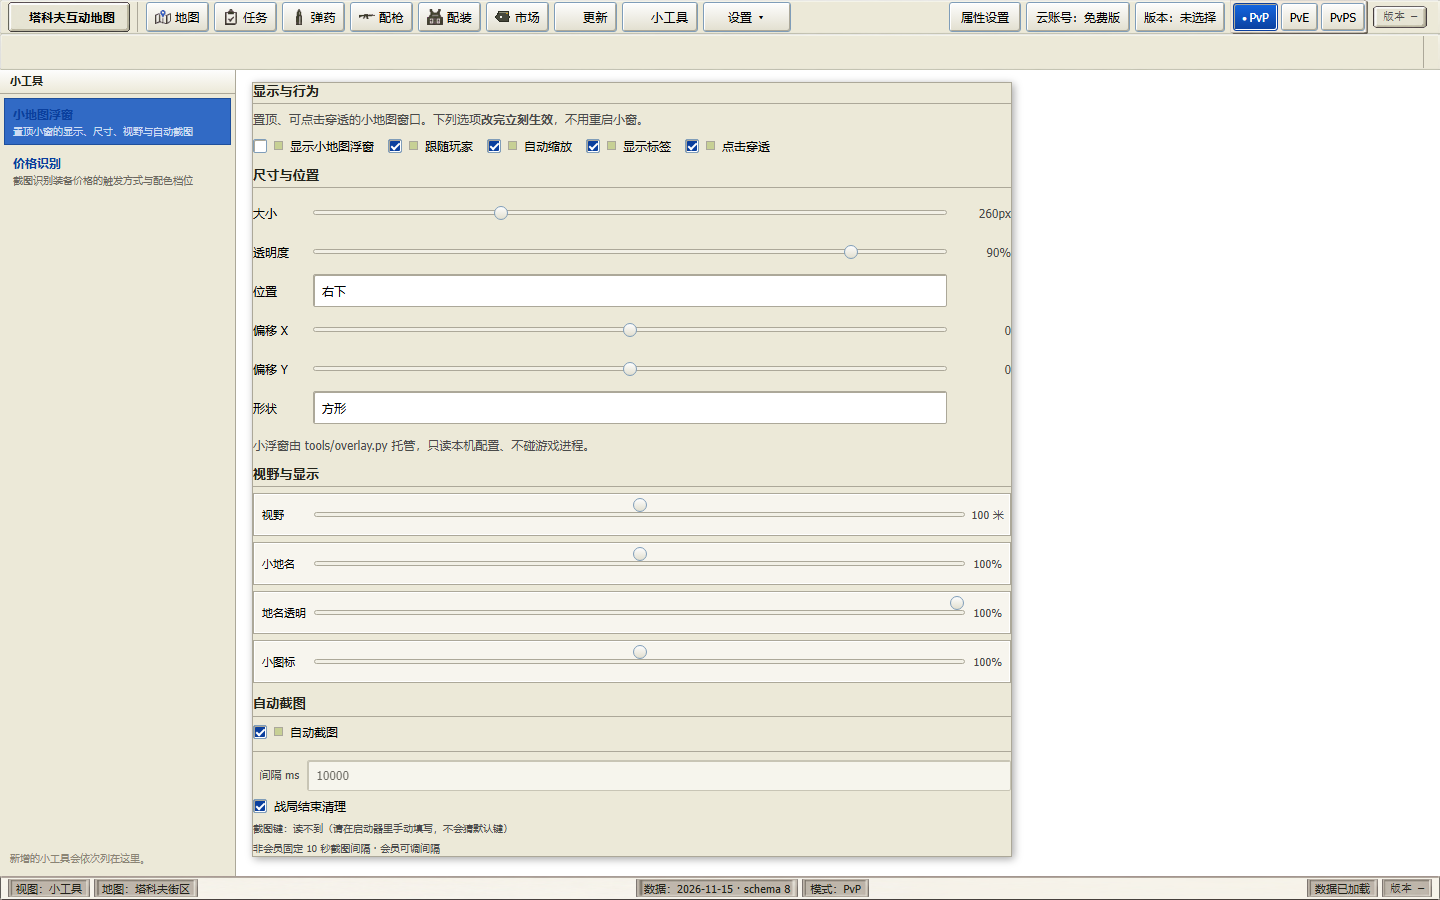 塔科夫互动地图 地图 任务 弹药 配枪 配装 市场 更新 小工具 设置 ▾ 属性设置 云账号：免费版 版本：未选择 • PvP PvE PvPS 版本 —
小工具
小地图浮窗
置顶小窗的显示、尺寸、视野与自动截图
价格识别
截图识别装备价格的触发方式与配色档位
新增的小工具会依次列在这里。
显示与行为
置顶、可点击穿透的小地图窗口。下列选项改完立刻生效，不用重启小窗。
显示小地图浮窗 跟随玩家 自动缩放 显示标签 点击穿透
尺寸与位置
大小 260px
透明度 90%
位置 右下
偏移 X 0
偏移 Y 0
形状 方形
小浮窗由 tools/overlay.py 托管，只读本机配置、不碰游戏进程。
视野与显示
视野 100 米
小地名 100%
地名透明 100%
小图标 100%
自动截图
自动截图
间隔 ms 10000
战局结束清理
截图键：读不到（请在启动器里手动填写，不会猜默认键）
非会员固定 10 秒截图间隔 · 会员可调间隔
视图：小工具 地图：塔科夫街区 数据：2026-11-15 · schema 8 模式：PvP 数据已加载 版本 —